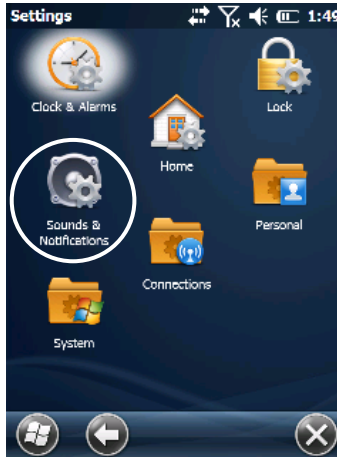 Settings 1:49
Clock & Alarms
Lock
Home
Sounds &
Notifications
Personal
Connections
System